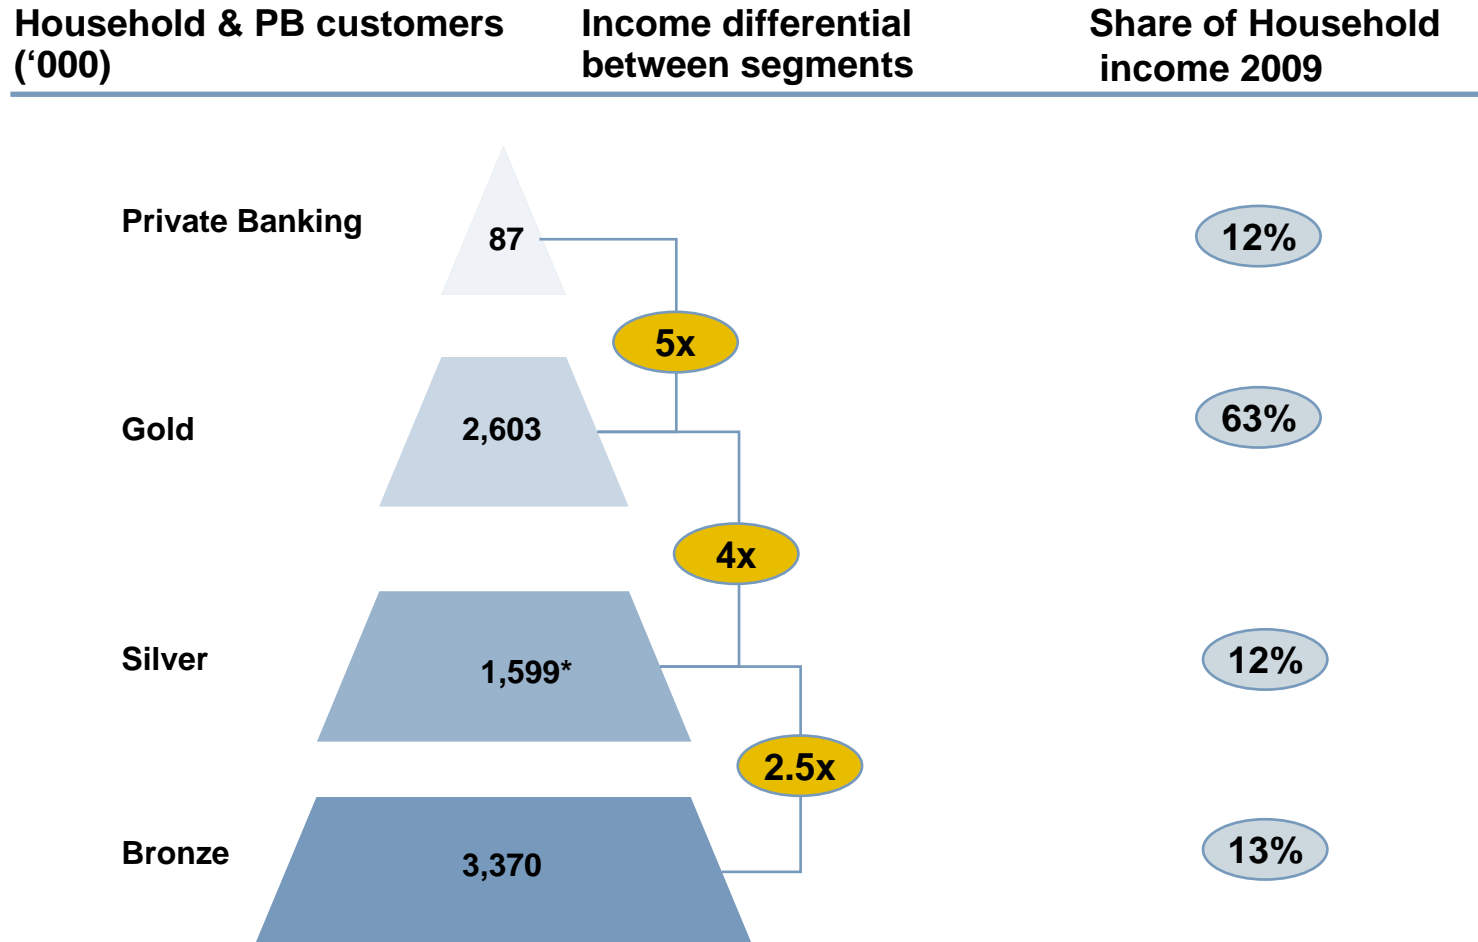 Household & PB customers
(‘000)
Income differential
between segments
Share of Household
income 2009
Private Banking
87
12%
5x
Gold
2,603
63%
4x
Silver
1,599*
12%
2.5x
Bronze
3,370
13%